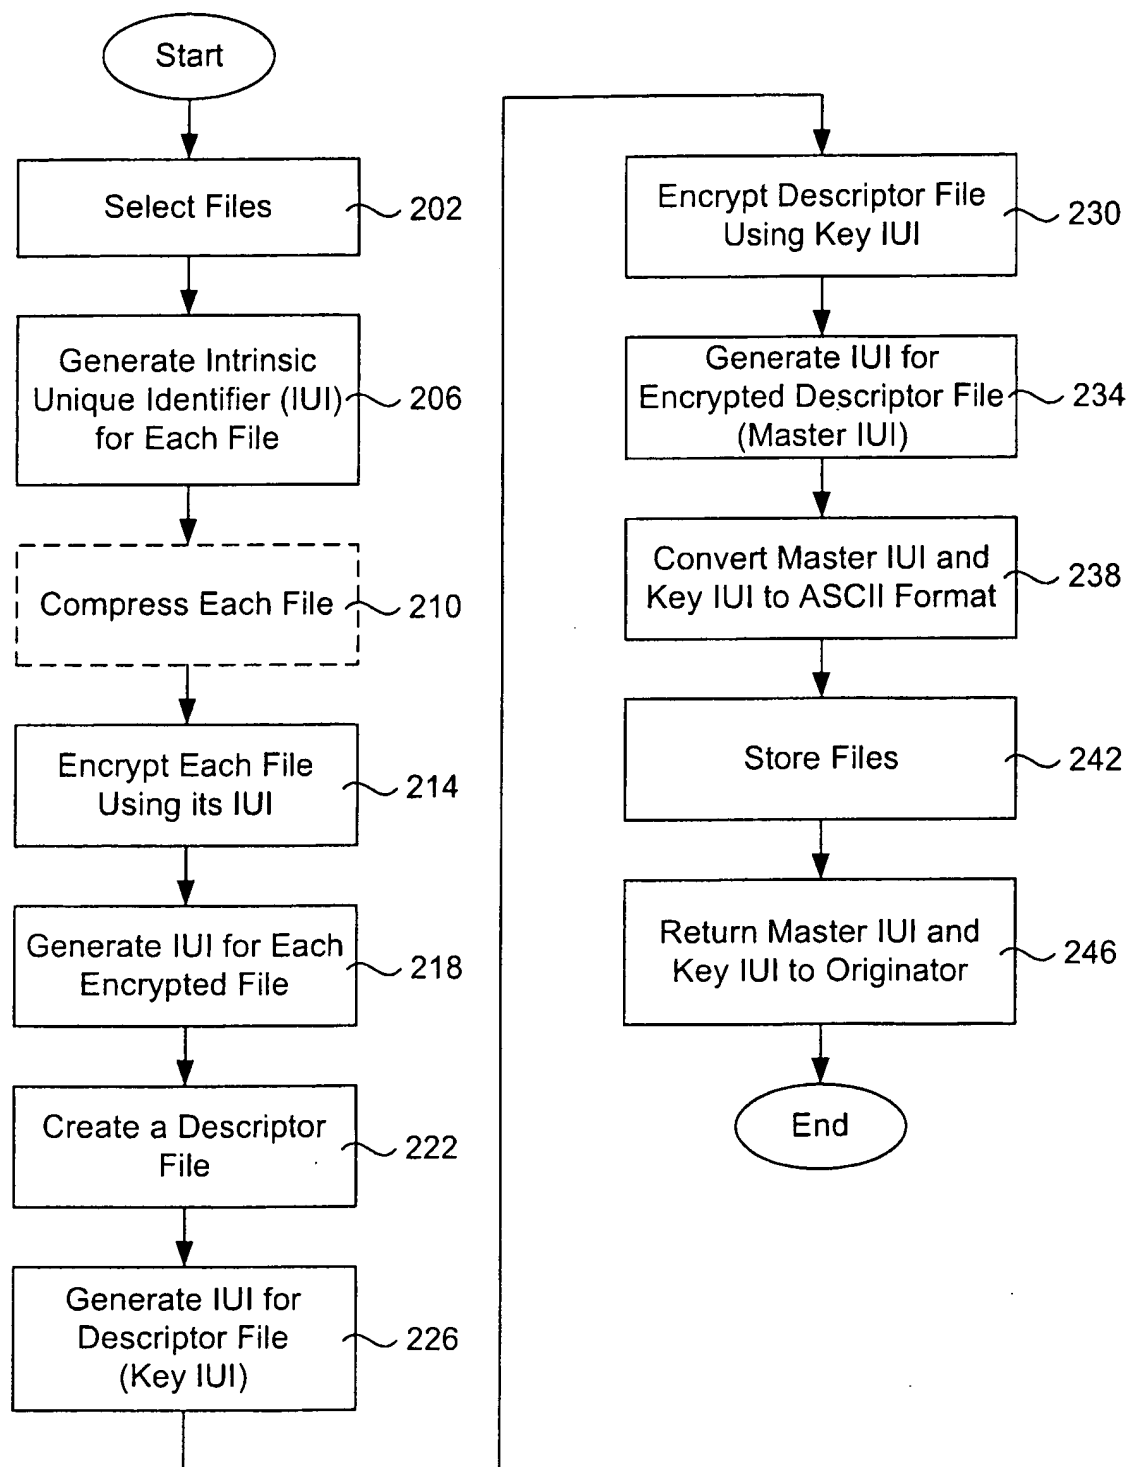 Start
Select Files
202
Generate Intrinsic
Unique Identifier (IUI)
for Each File
206
Compress Each File
210
Encrypt Each File
Using its IUI
214
Generate IUI for Each
Encrypted File
218
Create a Descriptor
File
222
Generate IUI for
Descriptor File
(Key IUI)
226
Encrypt Descriptor File
Using Key IUI
230
Generate IUI for
Encrypted Descriptor File
(Master IUI)
234
Convert Master IUI and
Key IUI to ASCII Format
238
Store Files
242
Return Master IUI and
Key IUI to Originator
246
End